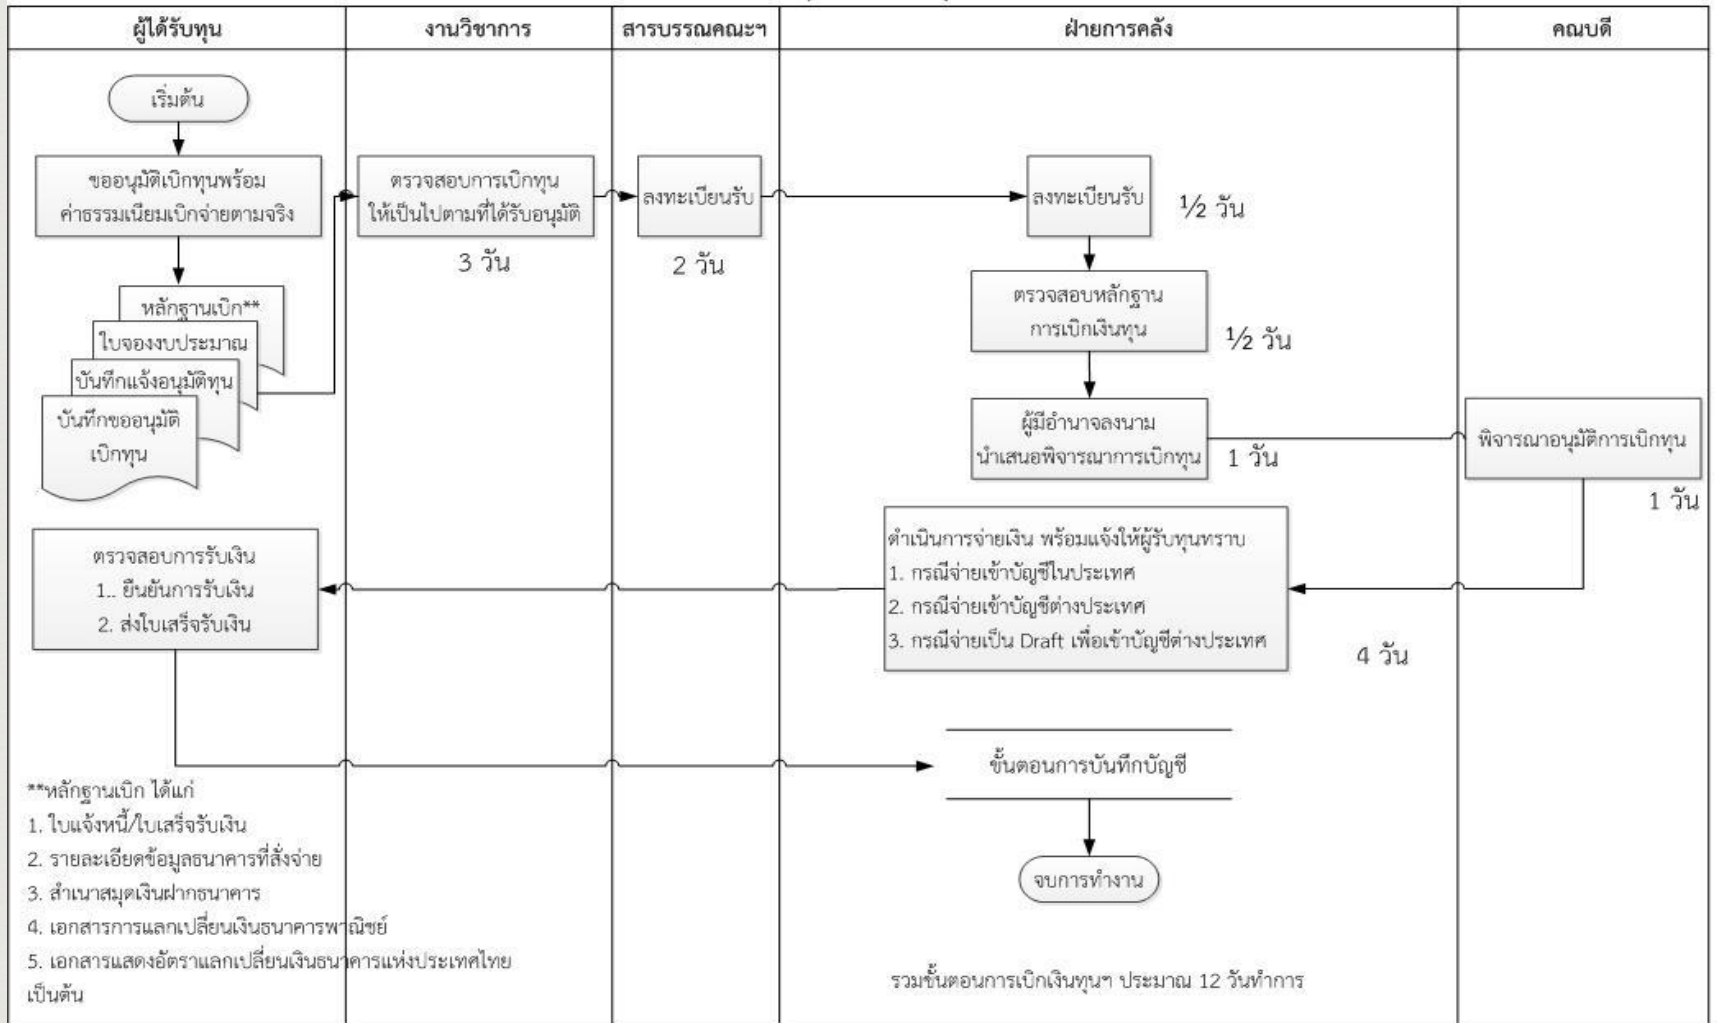 ผู้ได้รับทุน
งานวิชาการ
สารบรรณคณะฯ
ฝ่ายการคลัง
คณบดี
เริ่มต้น
ขออนุมัติเบิกทุนพร้อม
ค่าธรรมเนียมเบิกจ่ายตามจริง
ตรวจสอบการเบิกทุน
ให้เป็นไปตามที่ได้รับอนุมัติ
3 วัน
ลงทะเบียนรับ
2 วัน
ลงทะเบียนรับ
½ วัน
หลักฐานเบิก**
ใบจองงบประมาณ
บันทึกแจ้งอนุมัติทุน
บันทึกขออนุมัติ
เบิกทุน
ตรวจสอบหลักฐาน
การเบิกเงินทุน
½ วัน
ผู้มีอำนาจลงนาม
นำเสนอพิจารณาการเบิกทุน
1 วัน
พิจารณาอนุมัติการเบิกทุน
1 วัน
ดำเนินการจ่ายเงิน พร้อมแจ้งให้ผู้รับทุนทราบ
1. กรณีจ่ายเข้าบัญชีในประเทศ
2. กรณีจ่ายเข้าบัญชีต่างประเทศ
3. กรณีจ่ายเป็น Draft เพื่อเข้าบัญชีต่างประเทศ
4 วัน
ตรวจสอบการรับเงิน
1.. ยืนยันการรับเงิน
2. ส่งใบเสร็จรับเงิน
ขั้นตอนการบันทึกบัญชี
จบการทำงาน
**หลักฐานเบิก ได้แก่
1. ใบแจ้งหนี้/ใบเสร็จรับเงิน
2. รายละเอียดข้อมูลธนาคารที่สั่งจ่าย
3. สำเนาสมุดเงินฝากธนาคาร
4. เอกสารการแลกเปลี่ยนเงินธนาคารพาณิชย์
5. เอกสารแสดงอัตราแลกเปลี่ยนเงินธนาคารแห่งประเทศไทย
เป็นต้น
รวมขั้นตอนการเบิกเงินทุนฯ ประมาณ 12 วันทำการ